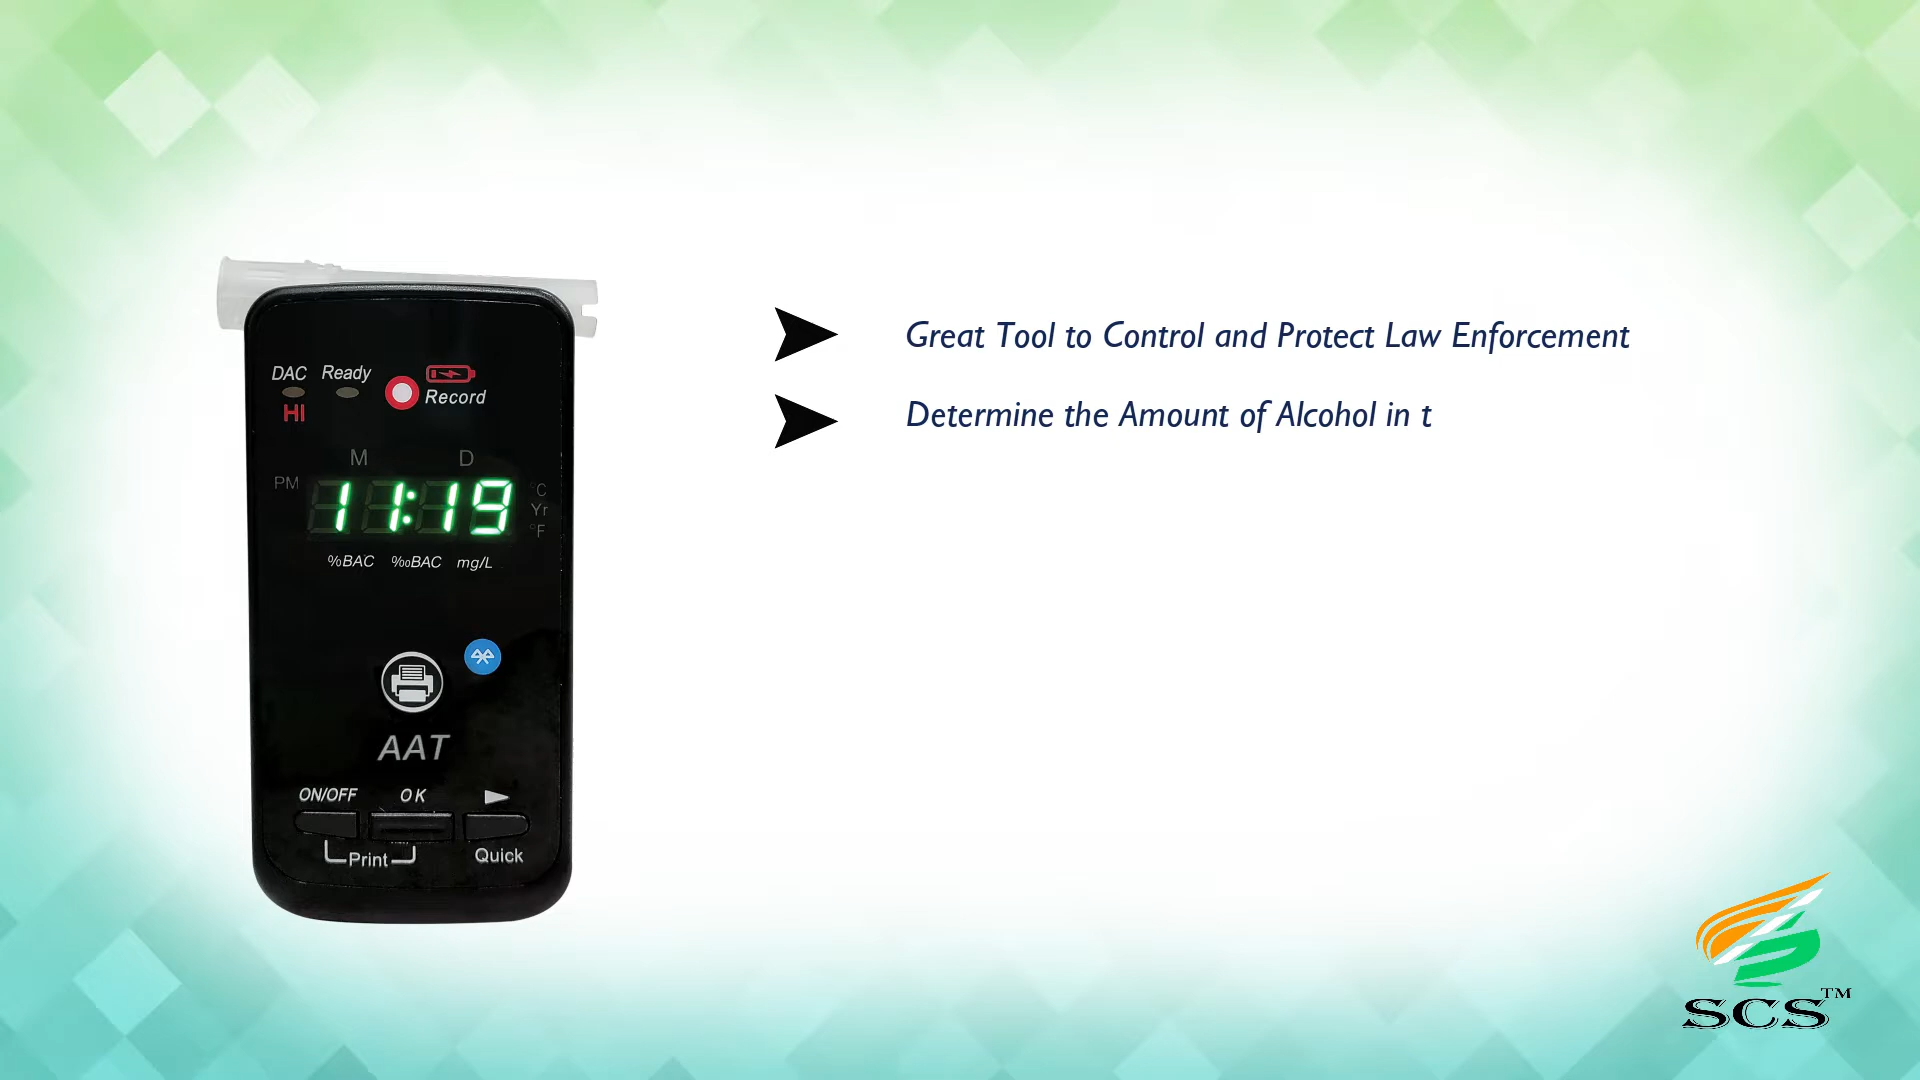 Great Tool to Control and Protect Law Enforcement
Determine the Amount of Alcohol in t
DAC Ready
HI
Record
M D
PM
11:19
°C
Yr
°F
%BAC ‰BAC mg/L
AAT
ON/OFF OK
Print Quick
SCS™